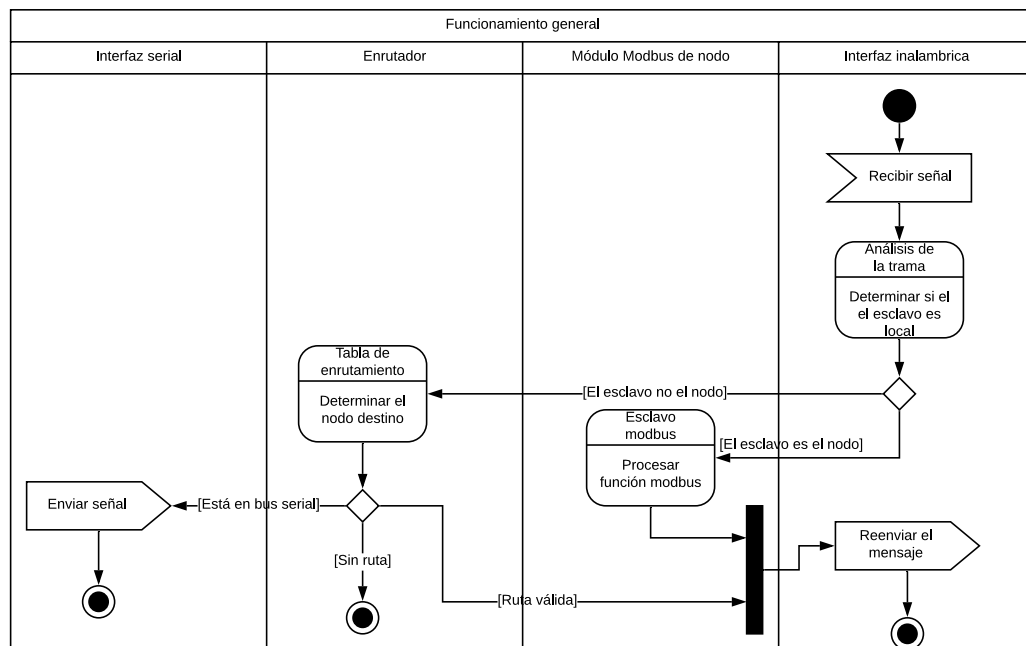 Funcionamiento general
Interfaz serial
Enrutador
Módulo Modbus de nodo
Interfaz inalambrica
Recibir señal
Análisis de
la trama
Determinar si el
el esclavo es
local
Tabla de
enrutamiento
Determinar el
nodo destino
[El esclavo no el nodo]
Esclavo
modbus
[El esclavo es el nodo]
Procesar
función modbus
Enviar señal
[Está en bus serial]
[Sin ruta]
[Ruta válida]
Reenviar el
mensaje